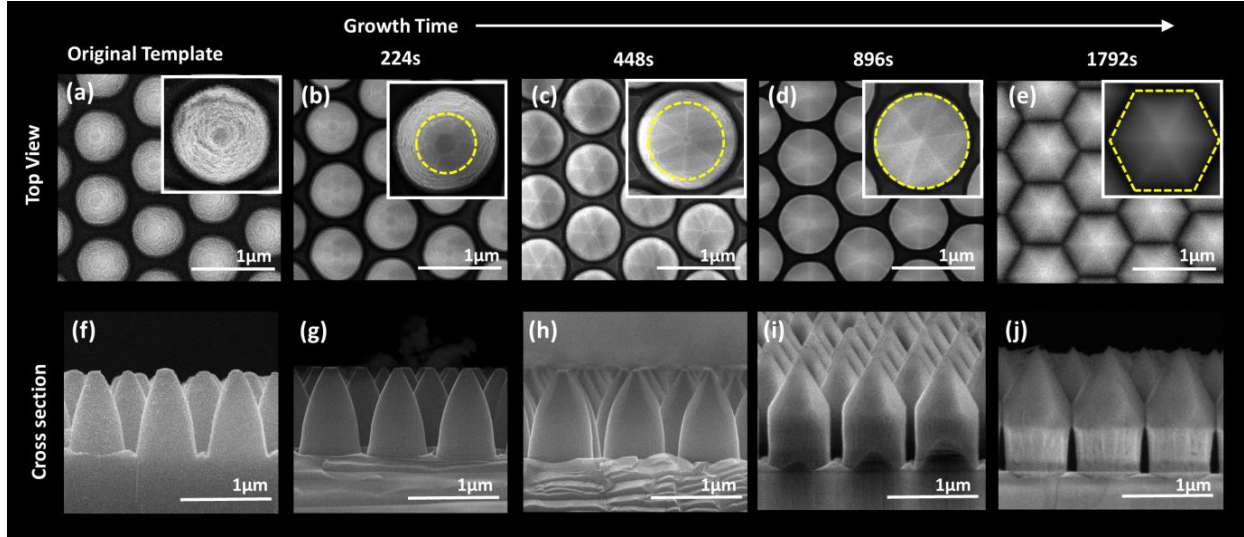 Growth Time
Original Template
224s
448s
896s
1792s
Top View
(a)
(b)
(c)
(d)
(e)
1µm
1µm
1µm
1µm
1µm
Cross section
(f)
(g)
(h)
(i)
(j)
1µm
1µm
1µm
1µm
1µm